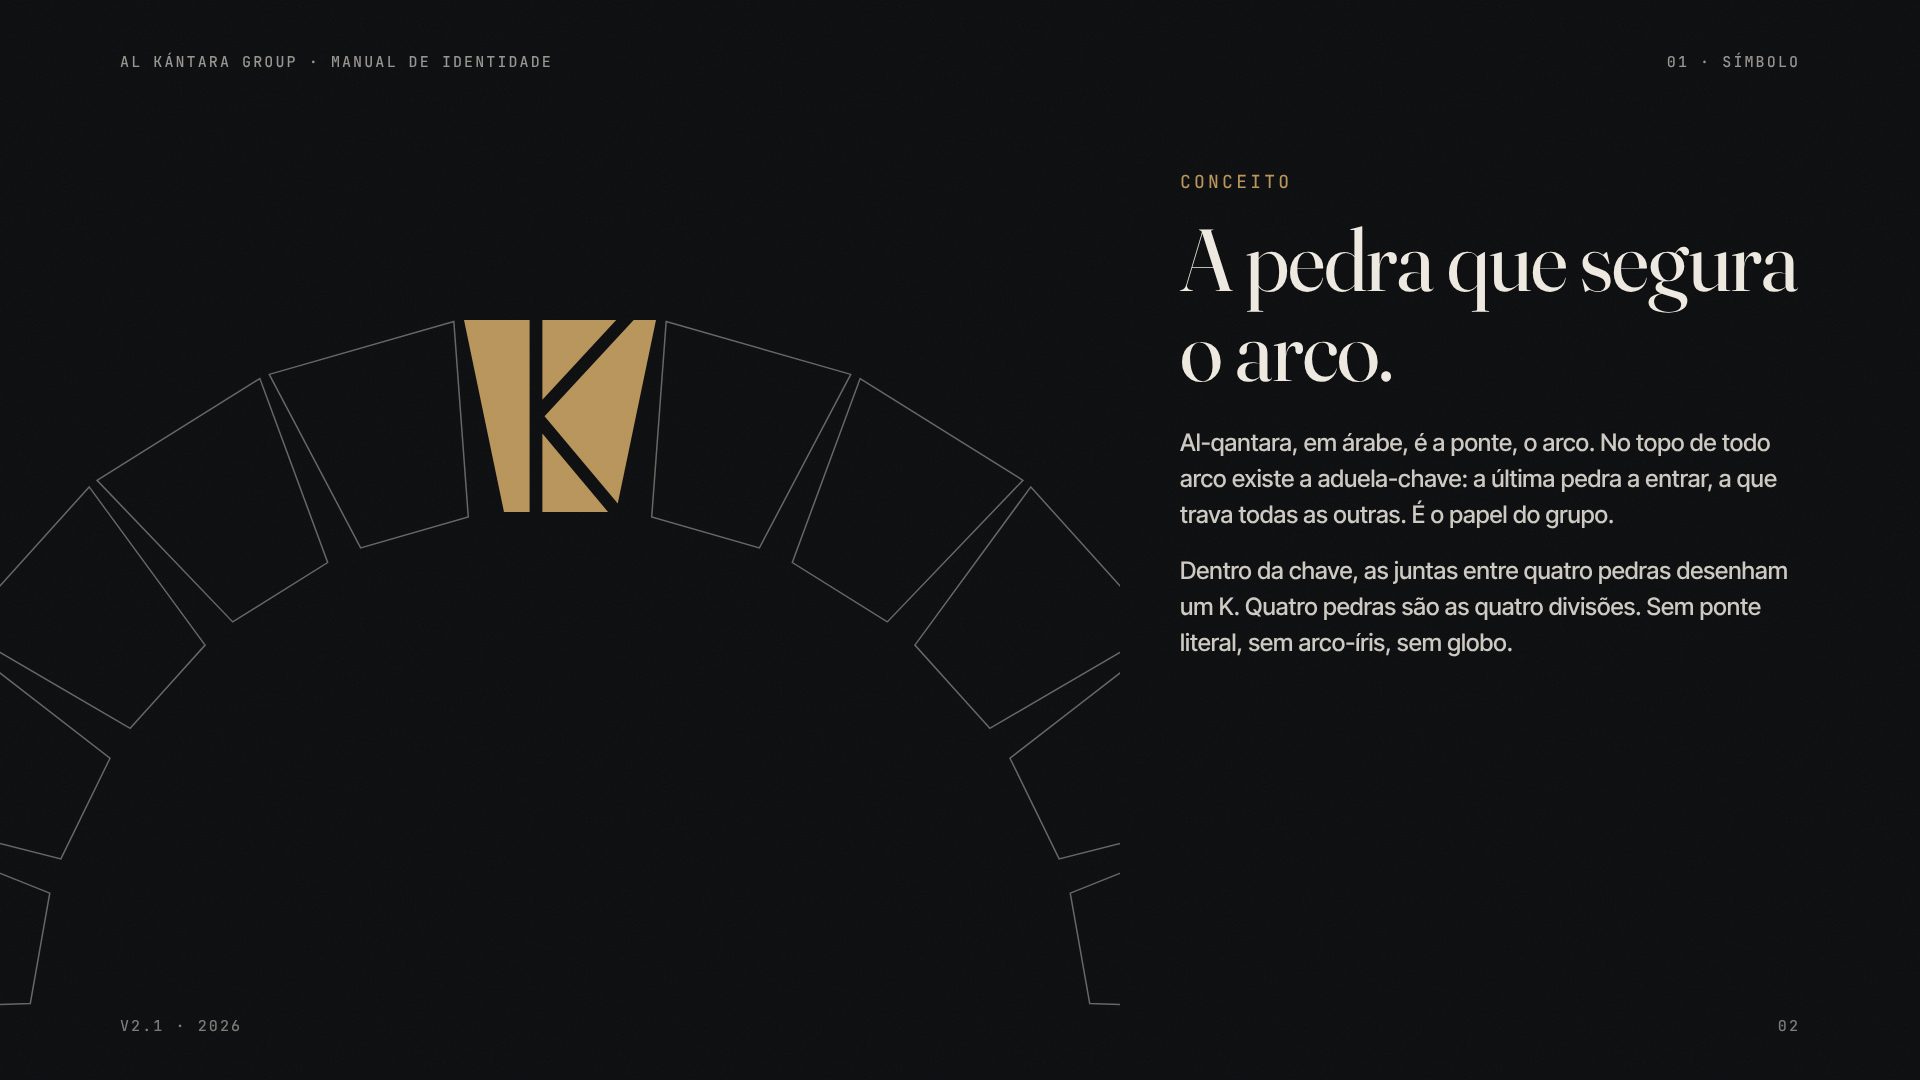 AL KÁNTARA GROUP · MANUAL DE IDENTIDADE
01 · SÍMBOLO
K
CONCEITO
A pedra que segura
o arco.
Al-qantara, em árabe, é a ponte, o arco. No topo de todo
arco existe a aduela-chave: a última pedra a entrar, a que
trava todas as outras. É o papel do grupo.
Dentro da chave, as juntas entre quatro pedras desenham
um K. Quatro pedras são as quatro divisões. Sem ponte
literal, sem arco-íris, sem globo.
V2.1 · 2026
02